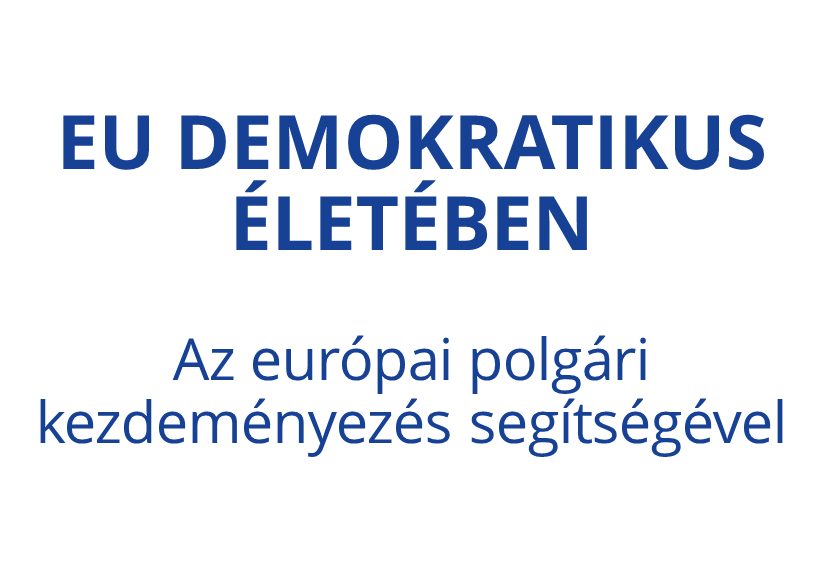 EU DEMOKRATIKUS
ÉLETÉBEN
Az európai polgári
kezdeményezés segítségével